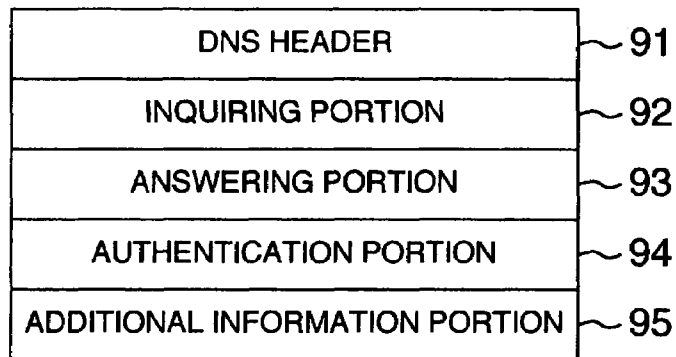 DNS HEADER 91
INQUIRING PORTION 92
ANSWERING PORTION 93
AUTHENTICATION PORTION 94
ADDITIONAL INFORMATION PORTION 95